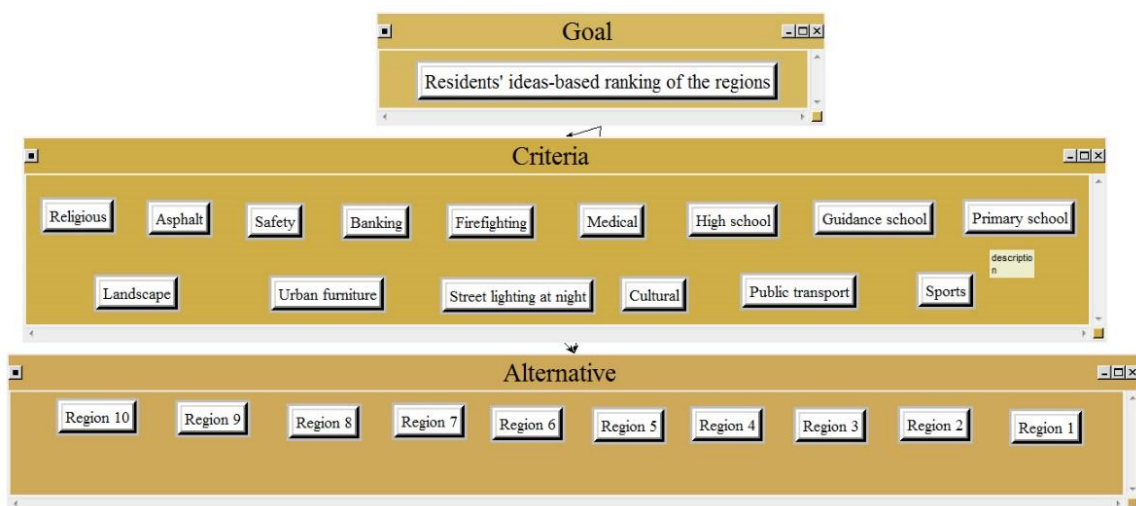 Goal
Residents' ideas-based ranking of the regions
Criteria
Religious
Asphalt
Safety
Banking
Firefighting
Medical
High school
Guidance school
Primary school
descriptio
n
Landscape
Urban furniture
Street lighting at night
Cultural
Public transport
Sports
Alternative
Region 10
Region 9
Region 8
Region 7
Region 6
Region 5
Region 4
Region 3
Region 2
Region 1